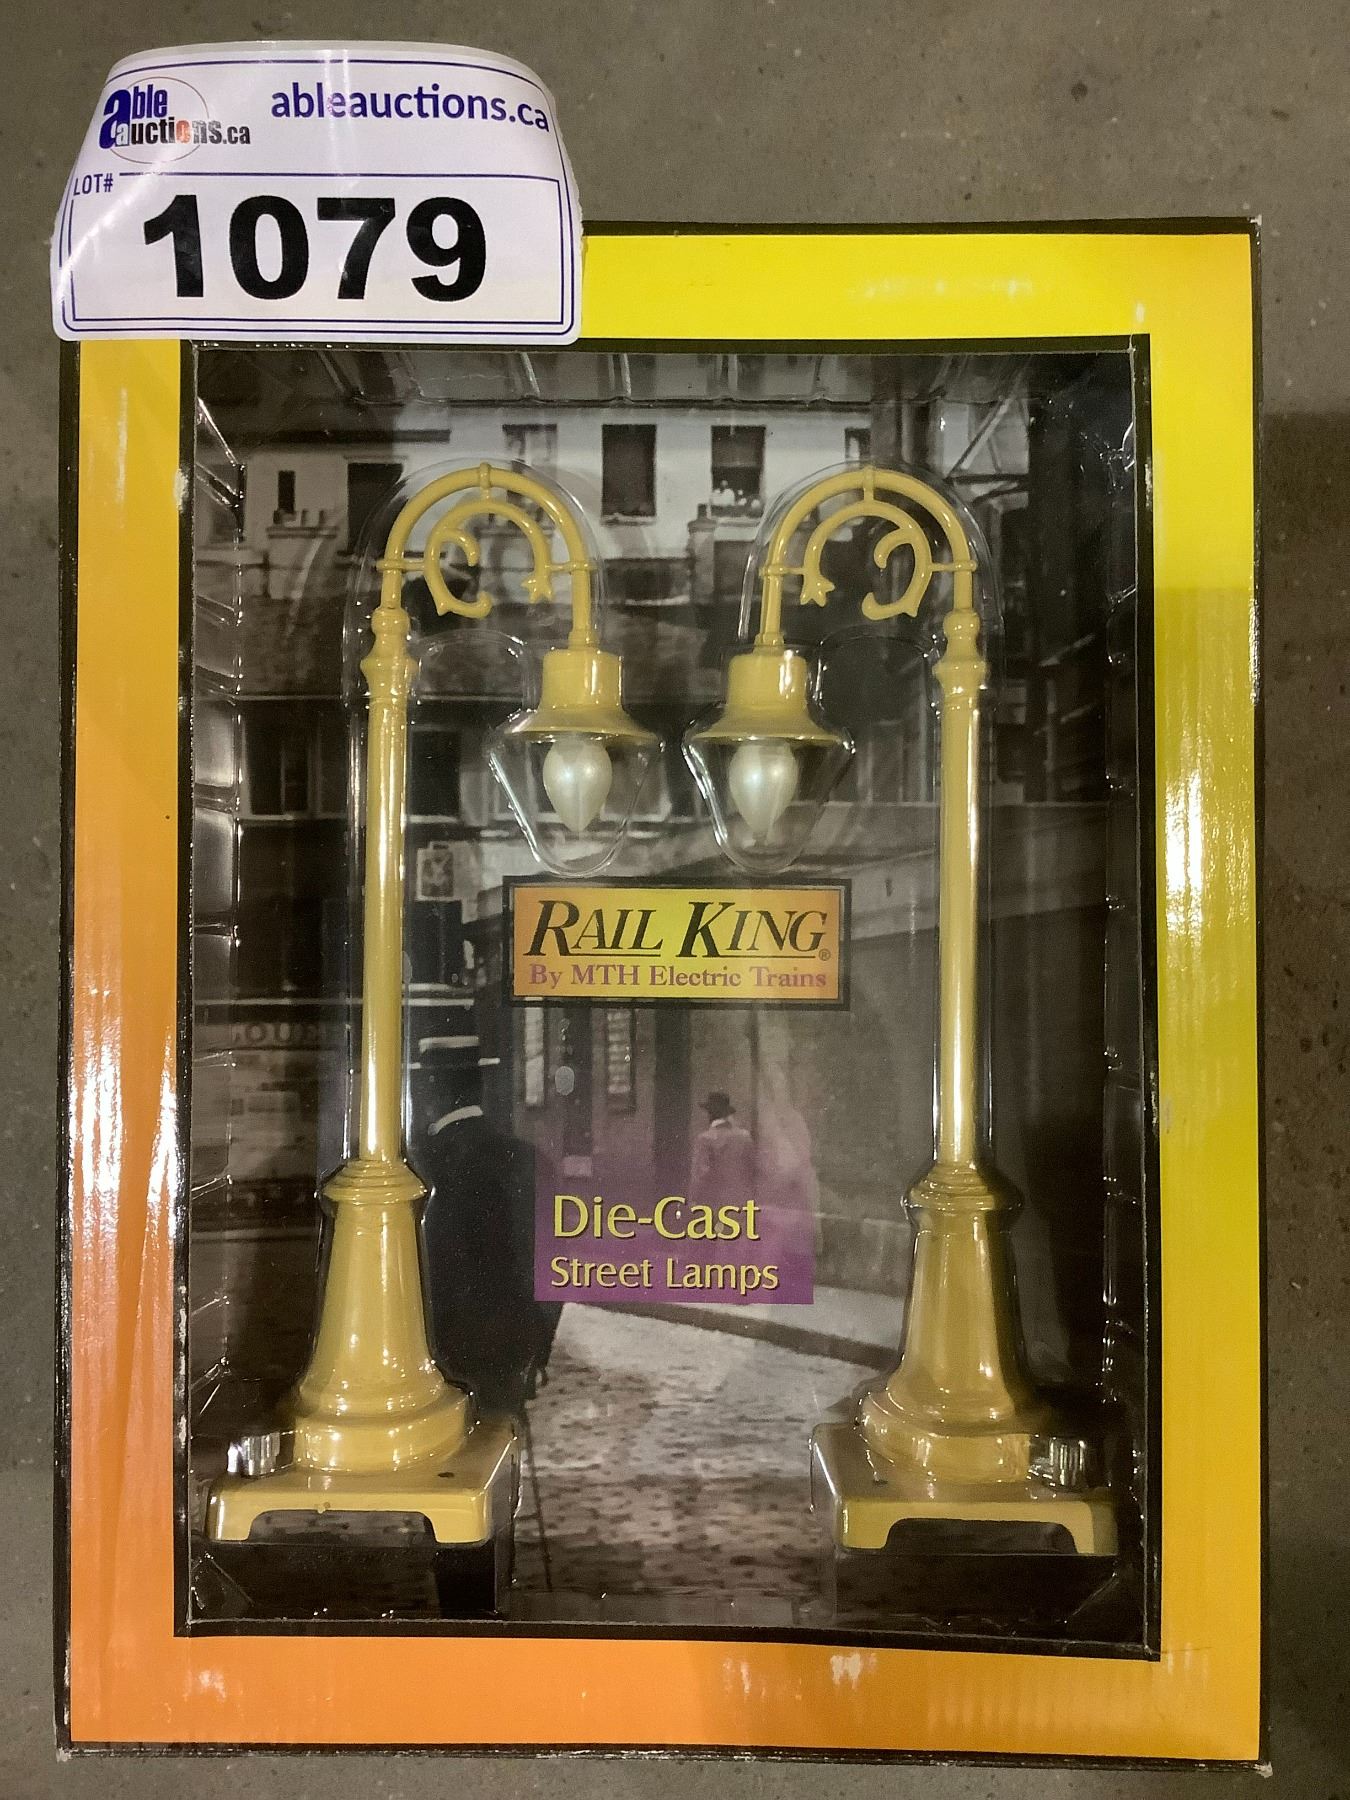 able
auctions.ca
ableauctions.ca
LOT#
1079
RAIL KING®
By MTH Electric Trains
Die-Cast
Street Lamps